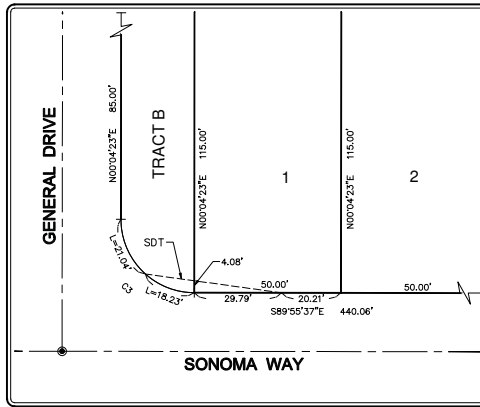 GENERAL DRIVE
N00°04'23"E 85.00'
TRACT B
N00°04'23"E 115.00'
1
N00°04'23"E 115.00'
2
SDT
4.08'
L=21.04'
C3
L=18.23'
50.00'
50.00'
29.79'
20.21'
S89°55'37"E 440.06'
SONOMA WAY